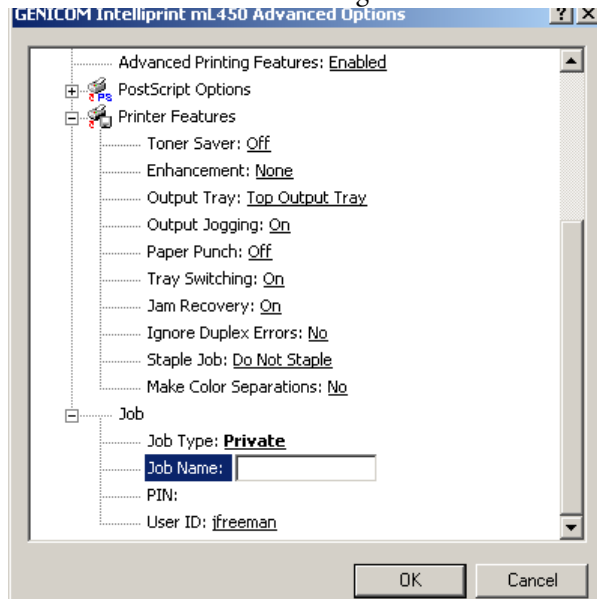 GENICOM Intelliprint mL450 Advanced Options
Advanced Printing Features: Enabled
PostScript Options
Printer Features
Toner Saver: Off
Enhancement: None
Output Tray: Top Output Tray
Output Jogging: On
Paper Punch: Off
Tray Switching: On
Jam Recovery: On
Ignore Duplex Errors: No
Staple Job: Do Not Staple
Make Color Separations: No
Job
Job Type: Private
Job Name:
PIN:
User ID: jfreeman
OK Cancel